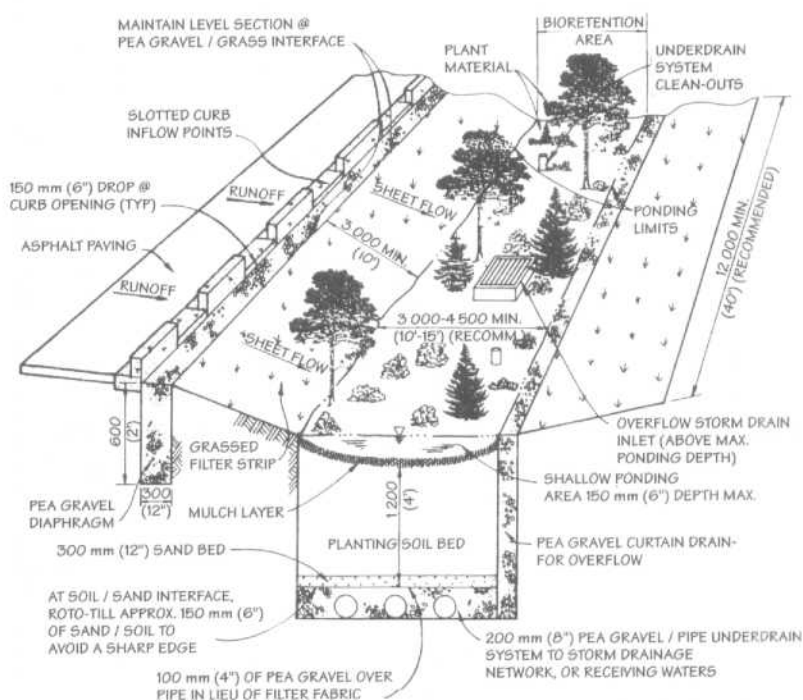 MAINTAIN LEVEL SECTION @
PEA GRAVEL / GRASS INTERFACE
BIORETENTION
AREA
PLANT
MATERIAL
UNDERDRAIN
SYSTEM
CLEAN-OUTS
SLOTTED CURB
INFLOW POINTS
150 mm (6") DROP @
CURB OPENING (TYP)
RUNOFF
ASPHALT PAVING
RUNOFF
SHEET FLOW
3 000 MIN.
(10')
PONDING
LIMITS
12 000 MIN.
(40') (RECOMMENDED)
3 000-4 500 MIN.
(10'-15') (RECOMM.)
SHEET FLOW
600
(2')
GRASSED
FILTER STRIP
OVERFLOW STORM DRAIN
INLET (ABOVE MAX.
PONDING DEPTH)
PEA GRAVEL
DIAPHRAGM
300
(12")
MULCH LAYER
1 200
(4')
SHALLOW PONDING
AREA 150 mm (6") DEPTH MAX.
300 mm (12") SAND BED
PLANTING SOIL BED
PEA GRAVEL CURTAIN DRAIN-
FOR OVERFLOW
AT SOIL / SAND INTERFACE,
ROTO-TILL APPROX. 150 mm (6")
OF SAND / SOIL TO
AVOID A SHARP EDGE
200 mm (8") PEA GRAVEL / PIPE UNDERDRAIN
SYSTEM TO STORM DRAINAGE
NETWORK, OR RECEIVING WATERS
100 mm (4") OF PEA GRAVEL OVER
PIPE IN LIEU OF FILTER FABRIC